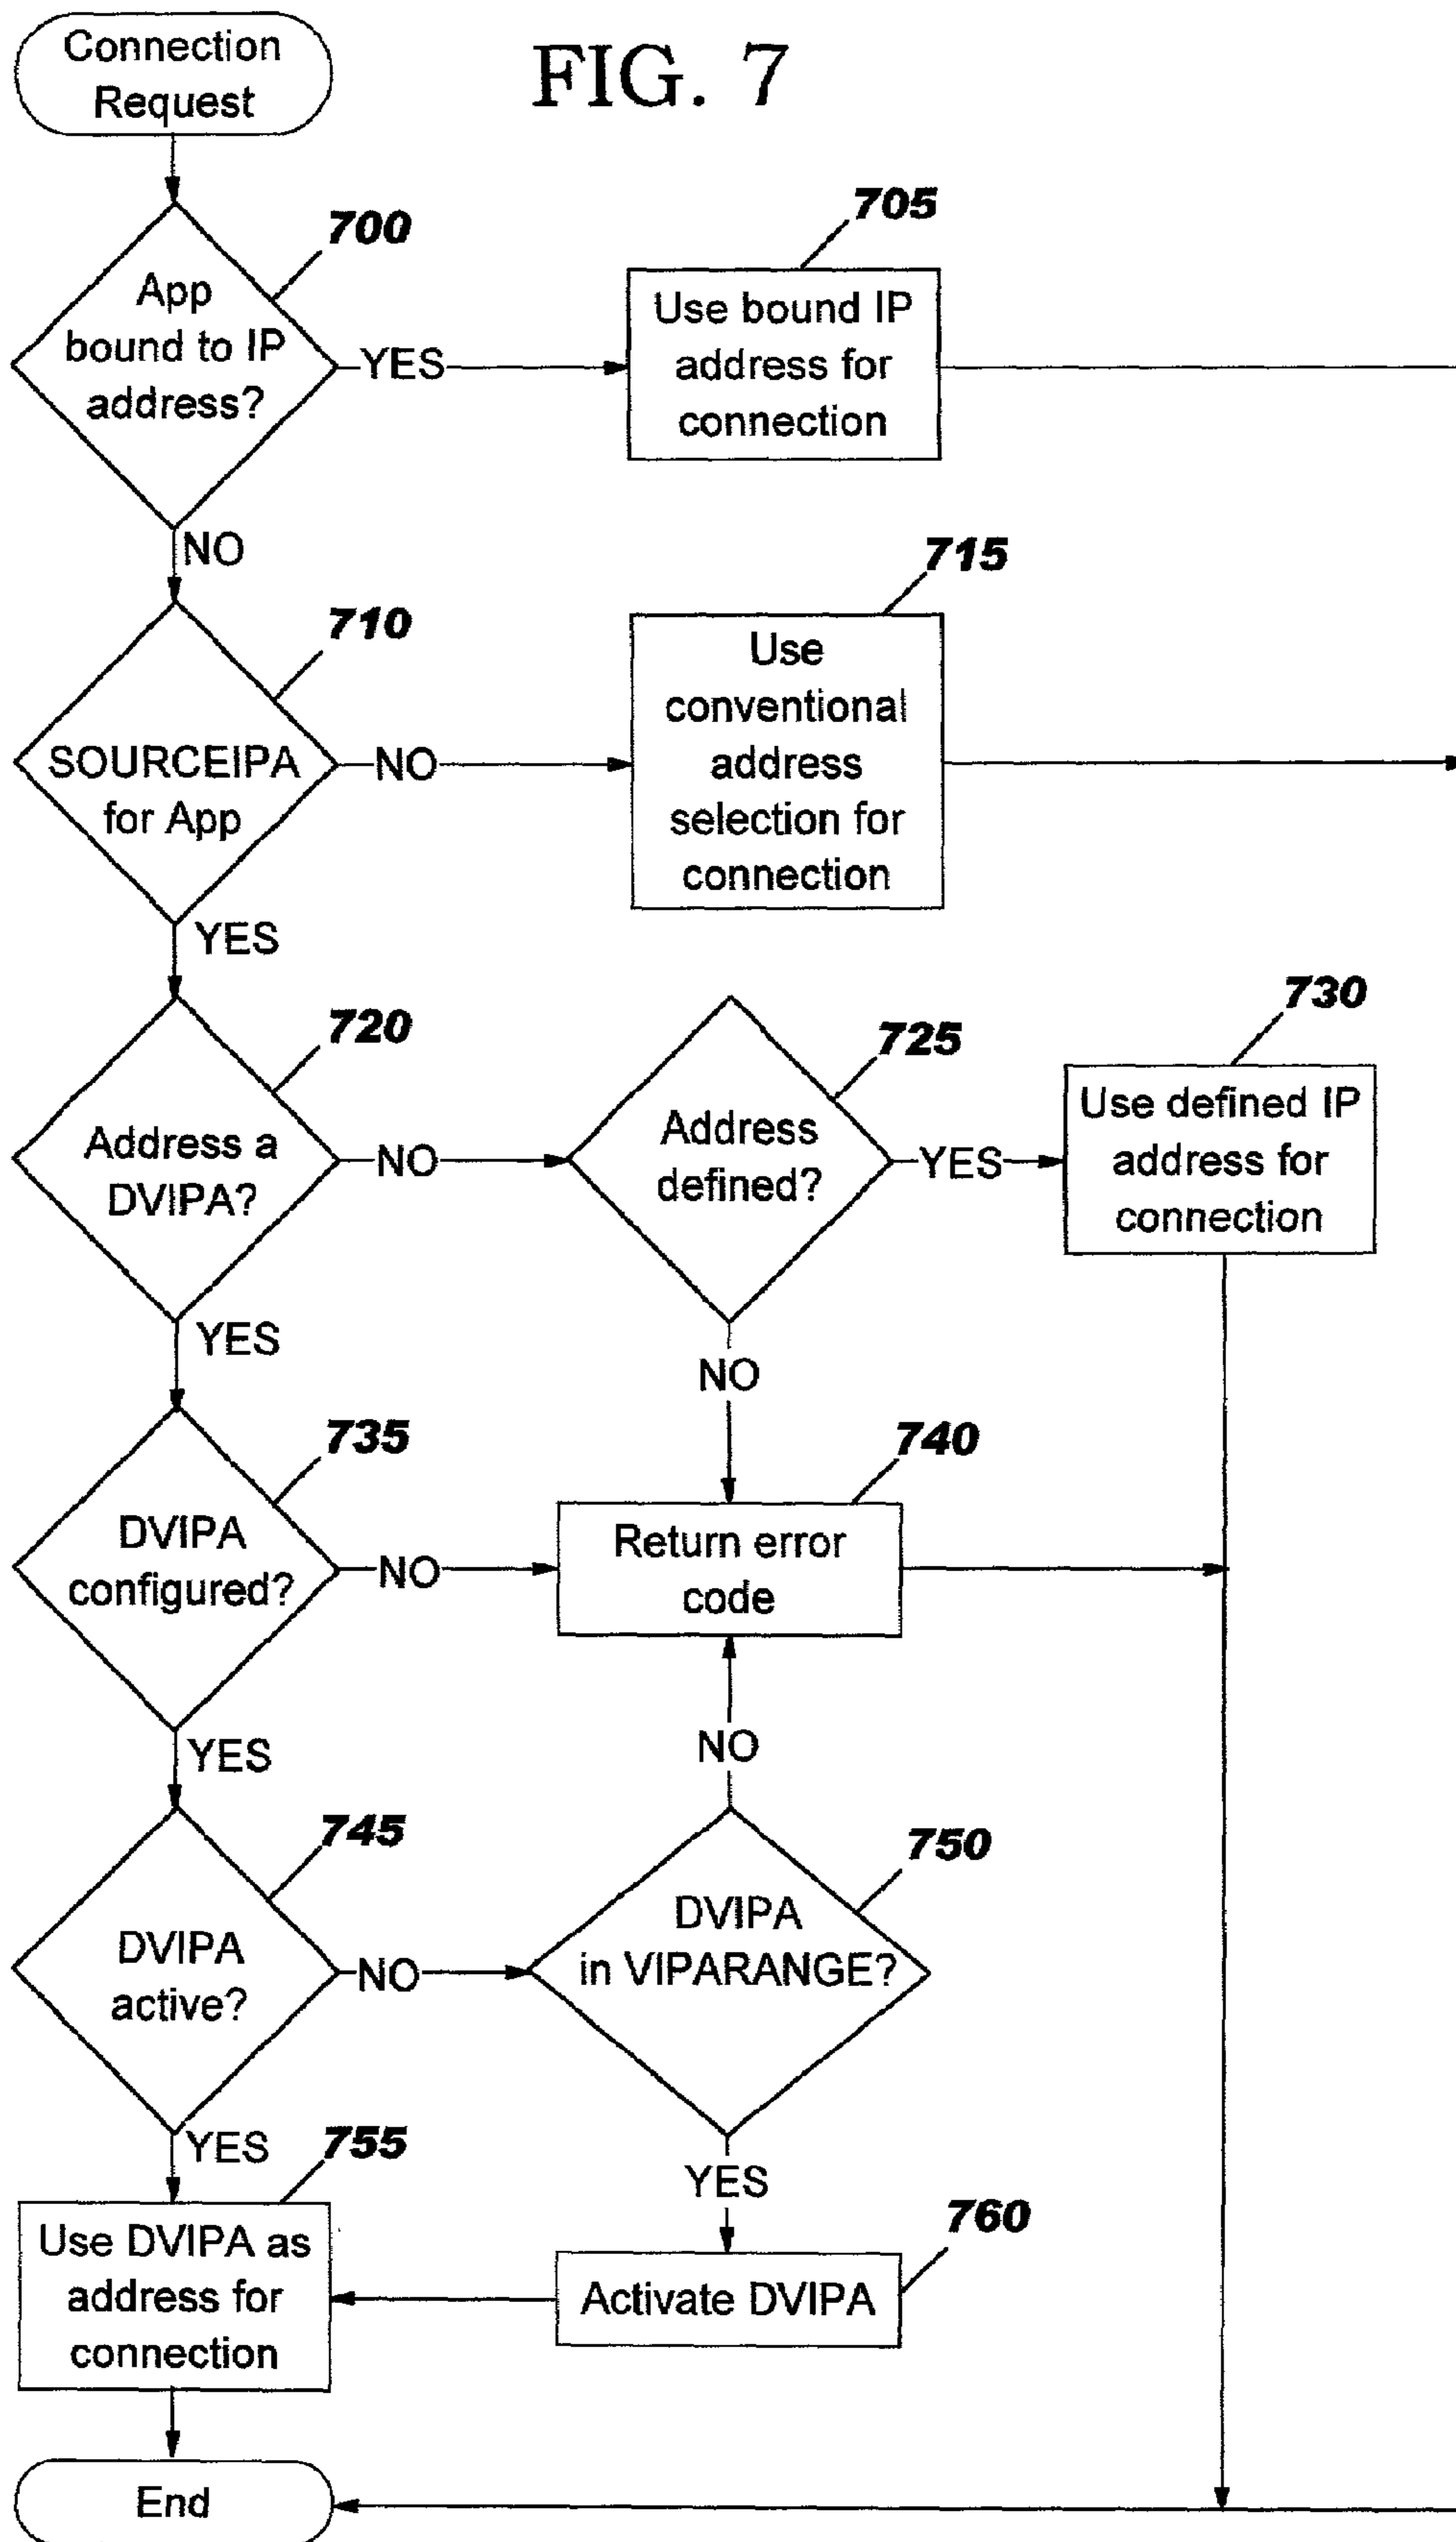 Connection
Request
FIG. 7
700
App
bound to IP
address?
YES
705
Use bound IP
address for
connection
NO
710
SOURCEIPA
for App
NO
715
Use
conventional
address
selection for
connection
YES
720
Address a
DVIPA?
NO
725
Address
defined?
YES
730
Use defined IP
address for
connection
YES
NO
735
DVIPA
configured?
NO
740
Return error
code
YES
NO
745
DVIPA
active?
NO
750
DVIPA
in VIPARANGE?
YES
755
Use DVIPA as
address for
connection
YES
760
Activate DVIPA
End